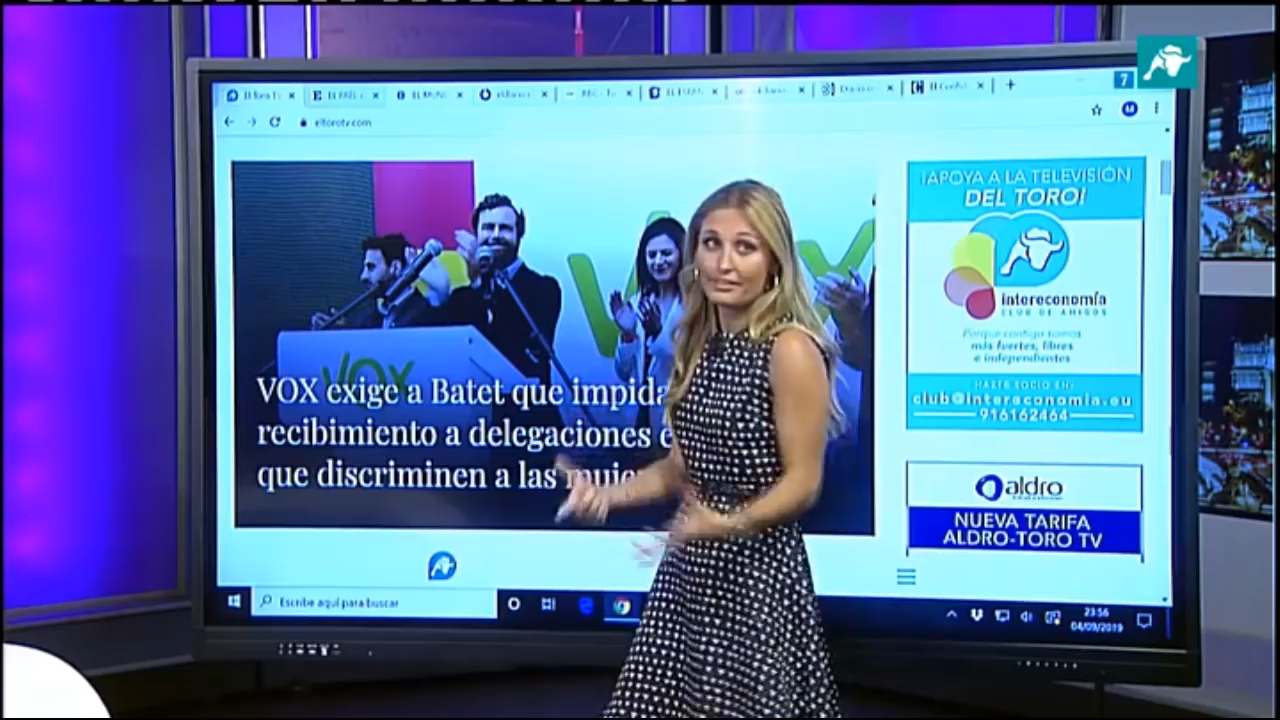 7
eltorotv.com
¡APOYA A LA TELEVISIÓN
DEL TORO!
intereconomía
CLUB DE AMIGOS
Porque contigo somos
más fuertes, libres
e independientes
HAZTE SOCIO EN:
club@intereconomia.eu
916162464
VOX
VOX exige a Batet que impida
recibimiento a delegaciones
que discriminen a las
aldro
NUEVA TARIFA
ALDRO-TORO TV
Escribe aquí para buscar
23:56
04/09/2019